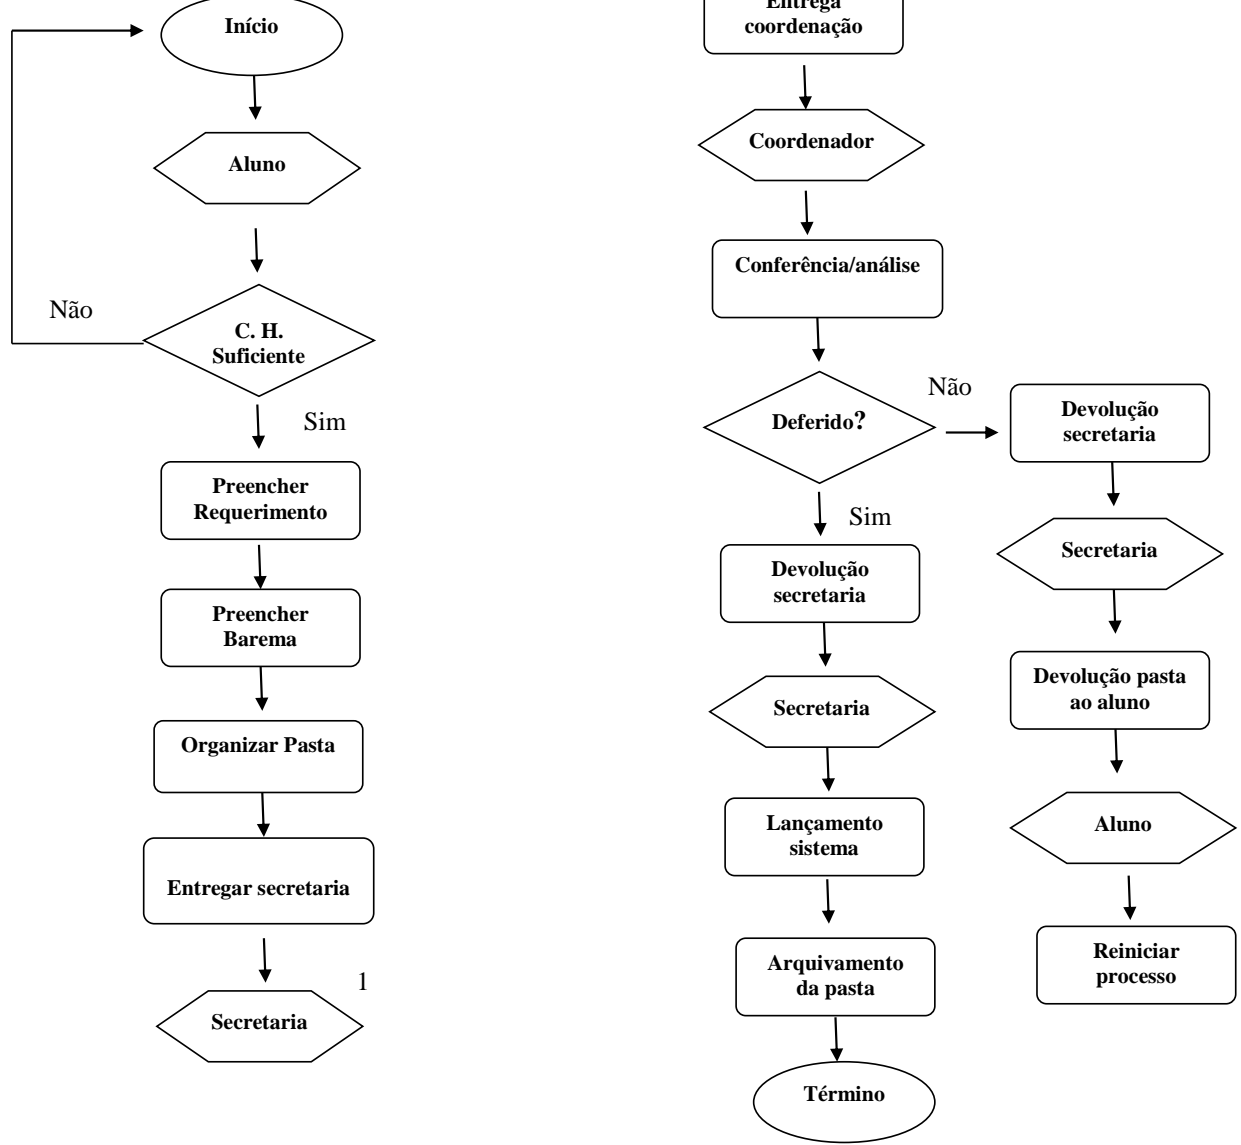 Início
Aluno
Não
C. H.
Suficiente
Sim
Preencher
Requerimento
Preencher
Barema
Organizar Pasta
Entregar secretaria
1
Secretaria
Entrega
coordenação
Coordenador
Conferência/análise
Deferido?
Não
Sim
Devolução
secretaria
Secretaria
Lançamento
sistema
Arquivamento
da pasta
Término
Devolução
secretaria
Secretaria
Devolução pasta
ao aluno
Aluno
Reiniciar
processo